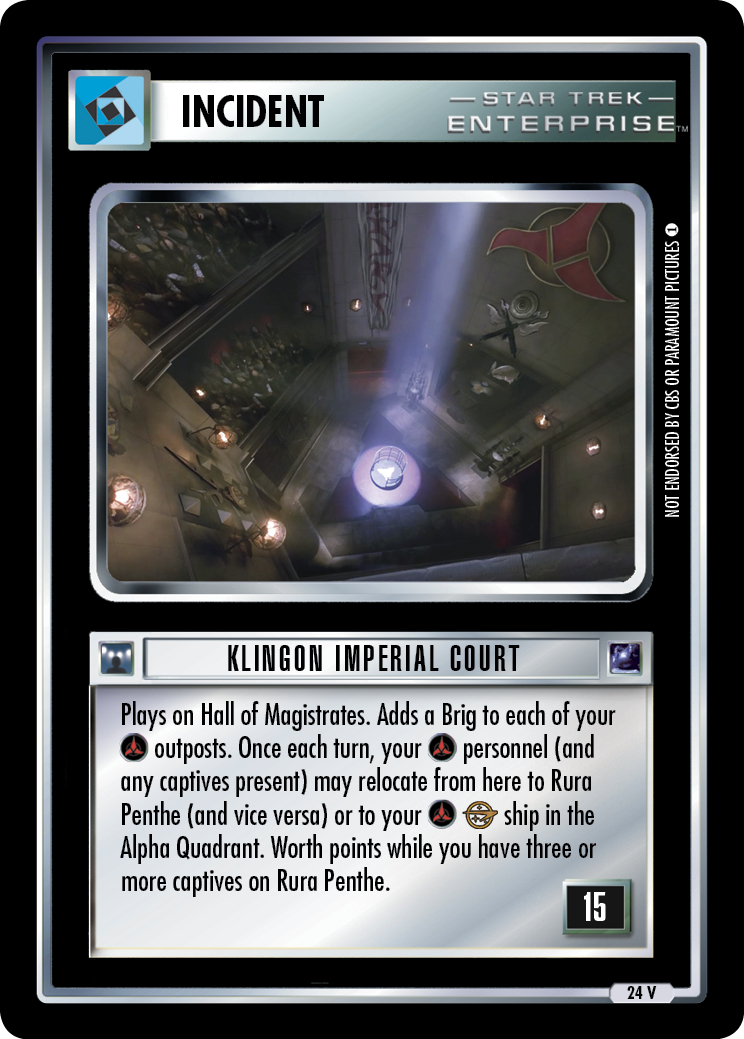 INCIDENT
STAR TREK
ENTERPRISE™
NOT ENDORSED BY CBS OR PARAMOUNT PICTURES 1
KLINGON IMPERIAL COURT
Plays on Hall of Magistrates. Adds a Brig to each of your
outposts. Once each turn, your personnel (and
any captives present) may relocate from here to Rura
Penthe (and vice versa) or to your ship in the
Alpha Quadrant. Worth points while you have three or
more captives on Rura Penthe.
15
24 V